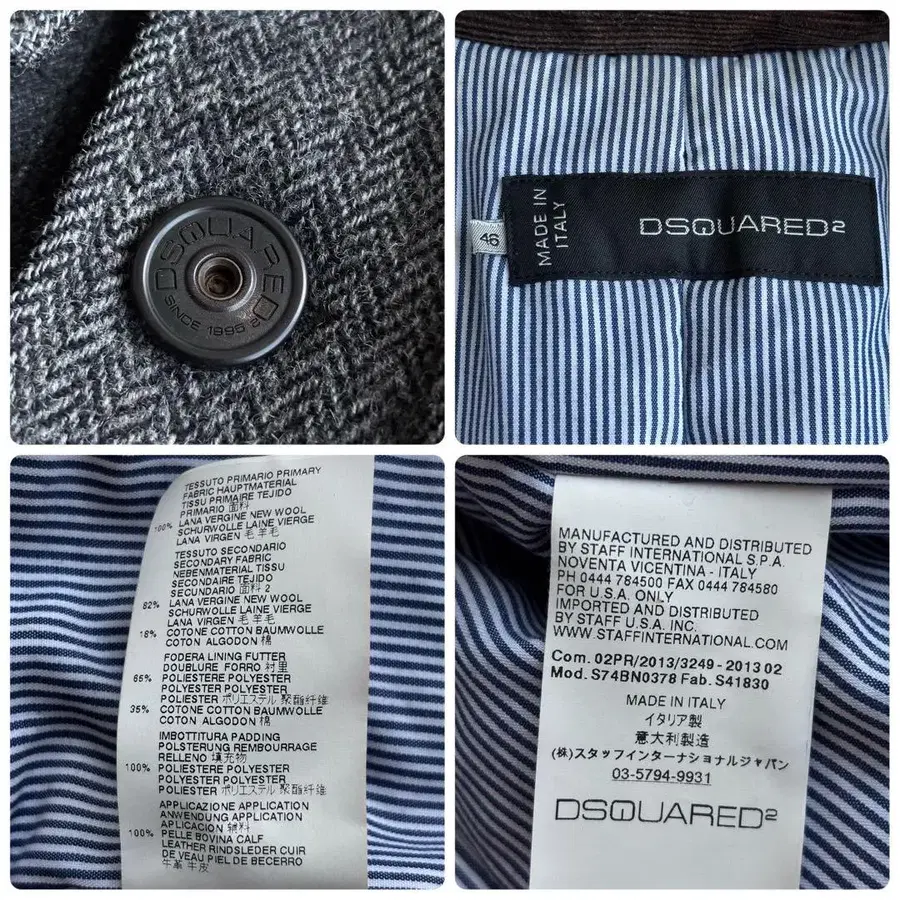 DSQUARED
SINCE 1995 2
46
MADE IN
ITALY
DSQUARED2
TESSUTO PRIMARIO PRIMARY
FABRIC HAUPTMATERIAL
TISSU PRIMAIRE TEJIDO
PRIMARIO 面料
100% LANA VERGINE NEW WOOL
SCHURWOLLE LAINE VIERGE
LANA VIRGEN 毛羊毛
TESSUTO SECONDARIO
SECONDARY FABRIC
NEBENMATERIAL TISSU
SECONDAIRE TEJIDO
SECUNDARIO 面料 2
82% LANA VERGINE NEW WOOL
SCHURWOLLE LAINE VIERGE
LANA VIRGEN 毛羊毛
18% COTONE COTTON BAUMWOLLE
COTON ALGODON 棉
FODERA LINING FUTTER
DOUBLURE FORRO 衬里
65% POLIESTERE POLYESTER
POLYESTER POLYESTER
POLIESTER ポリエステル 聚酯纤维
35% COTONE COTTON BAUMWOLLE
COTON ALGODON 棉
IMBOTTITURA PADDING
POLSTERUNG REMBOURRAGE
RELLENO 填充物
100% POLIESTERE POLYESTER
POLYESTER POLYESTER
POLIESTER ポリエステル 聚酯纤维
APPLICAZIONE APPLICATION
ANWENDUNG APPLICATION
APLICACION 辅料
100% PELLE BOVINA CALF
LEATHER RINDSLEDER CUIR
DE VEAU PIEL DE BECERRO
牛革 牛皮
MANUFACTURED AND DISTRIBUTED
BY STAFF INTERNATIONAL S.P.A.
NOVENTA VICENTINA - ITALY
PH 0444 784500 FAX 0444 784580
FOR U.S.A. ONLY
IMPORTED AND DISTRIBUTED
BY STAFF U.S.A. INC.
WWW.STAFFINTERNATIONAL.COM
Com. 02PR/2013/3249 - 2013 02
Mod. S74BN0378 Fab. S41830
MADE IN ITALY
イタリア製
意大利製造
(株)スタッフインターナショナルジャパン
03-5794-9931
DSQUARED2